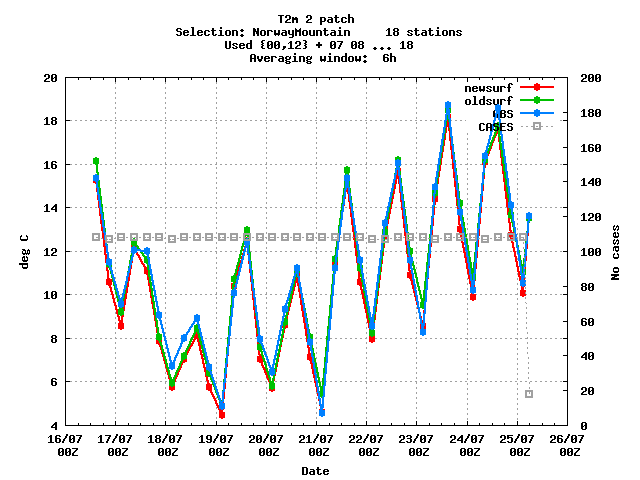 T2m 2 patch
Selection: NorwayMountain 18 stations
Used {00,12} + 07 08 ... 18
Averaging window: 6h
newsurf
oldsurf
OBS
CASES
deg C
20
18
16
14
12
10
8
6
4
200
180
160
140
120
100
80
60
40
20
0
No cases
16/07 17/07 18/07 19/07 20/07 21/07 22/07 23/07 24/07 25/07 26/07
00Z 00Z 00Z 00Z 00Z 00Z 00Z 00Z 00Z 00Z 00Z
Date